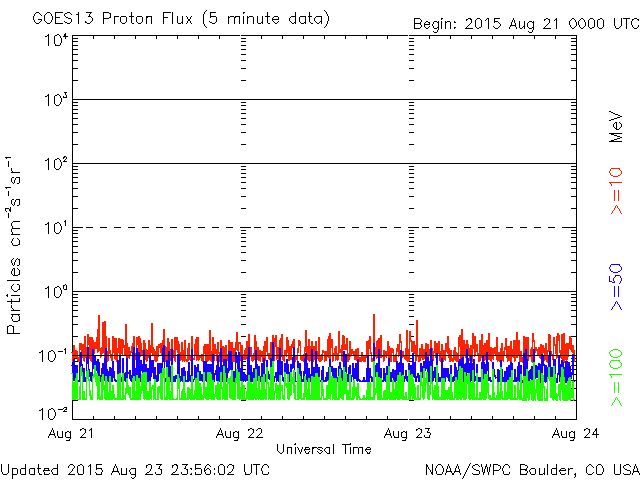 GOES13 Proton Flux (5 minute data)
Begin: 2015 Aug 21 0000 UTC
10⁴
10³
10²
10¹
10⁰
10⁻¹
10⁻²
Particles cm⁻²s⁻¹sr⁻¹
MeV
>=10
>=50
>=100
Aug 21
Aug 22
Aug 23
Aug 24
Universal Time
Updated 2015 Aug 23 23:56:02 UTC
NOAA/SWPC Boulder, CO USA